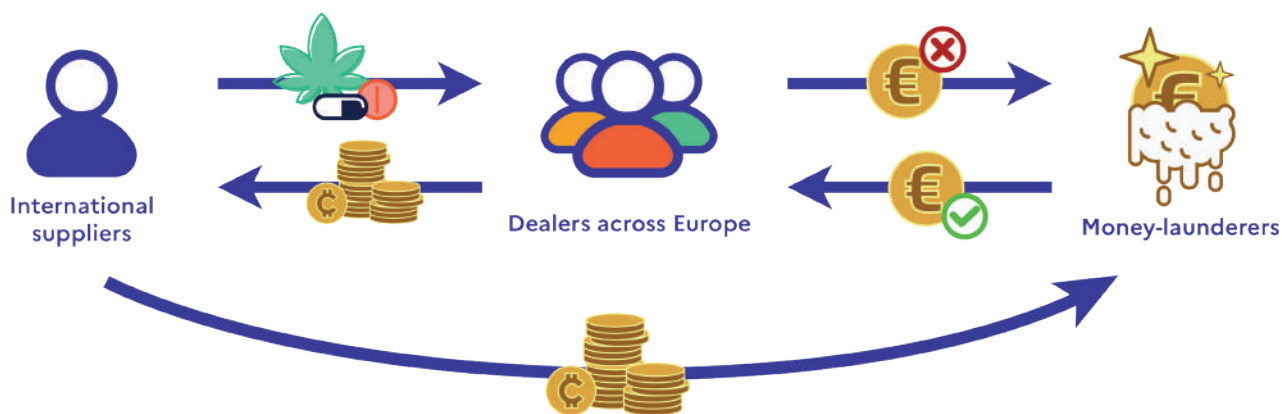 International
suppliers
Dealers across Europe
Money-launderers
€
€
€
₵
₵